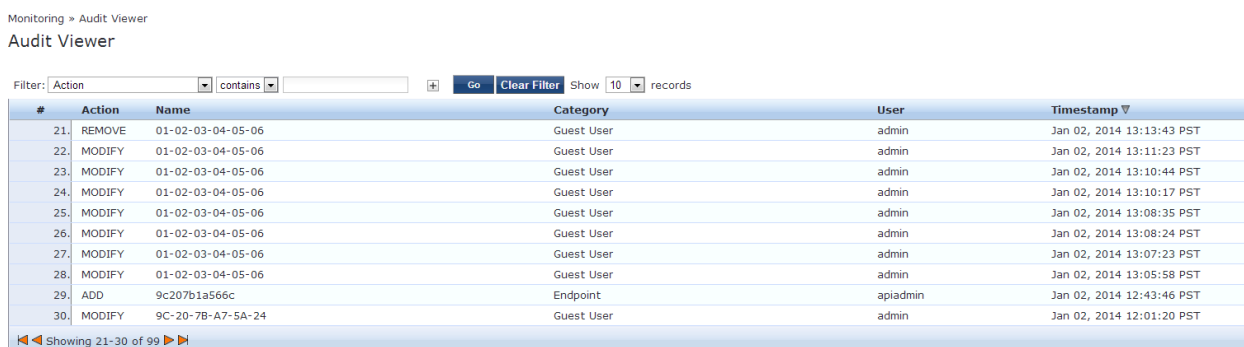 Monitoring » Audit Viewer
Audit Viewer
Filter: Action contains + Go Clear Filter Show 10 records
# Action Name Category User Timestamp
21. REMOVE 01-02-03-04-05-06 Guest User admin Jan 02, 2014 13:13:43 PST
22. MODIFY 01-02-03-04-05-06 Guest User admin Jan 02, 2014 13:11:23 PST
23. MODIFY 01-02-03-04-05-06 Guest User admin Jan 02, 2014 13:10:44 PST
24. MODIFY 01-02-03-04-05-06 Guest User admin Jan 02, 2014 13:10:17 PST
25. MODIFY 01-02-03-04-05-06 Guest User admin Jan 02, 2014 13:08:35 PST
26. MODIFY 01-02-03-04-05-06 Guest User admin Jan 02, 2014 13:08:24 PST
27. MODIFY 01-02-03-04-05-06 Guest User admin Jan 02, 2014 13:07:23 PST
28. MODIFY 01-02-03-04-05-06 Guest User admin Jan 02, 2014 13:05:58 PST
29. ADD 9c207b1a566c Endpoint apiadmin Jan 02, 2014 12:43:46 PST
30. MODIFY 9C-20-7B-A7-5A-24 Guest User admin Jan 02, 2014 12:01:20 PST
Showing 21-30 of 99